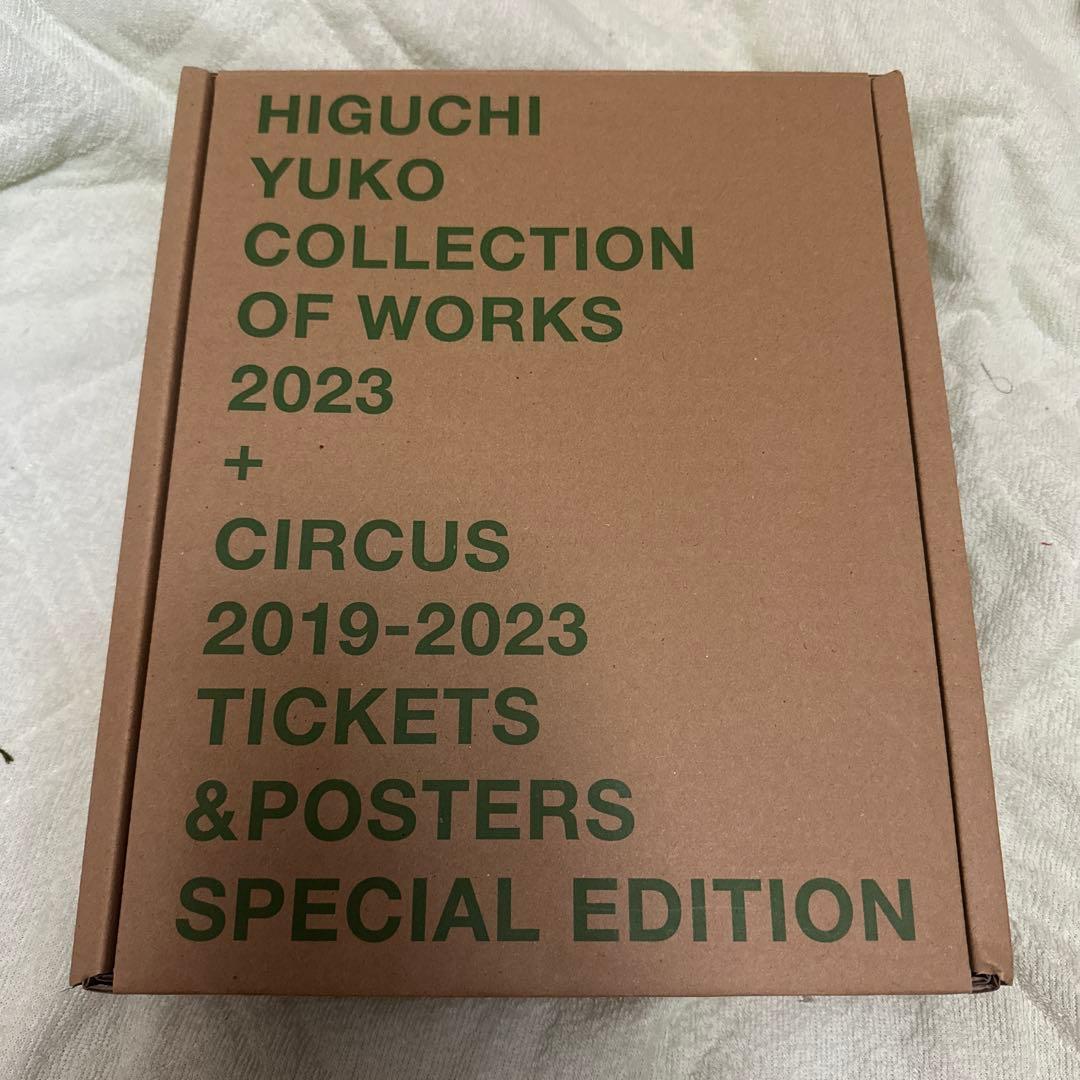 HIGUCHI
YUKO
COLLECTION
OF WORKS
2023
+
CIRCUS
2019-2023
TICKETS
&POSTERS
SPECIAL EDITION